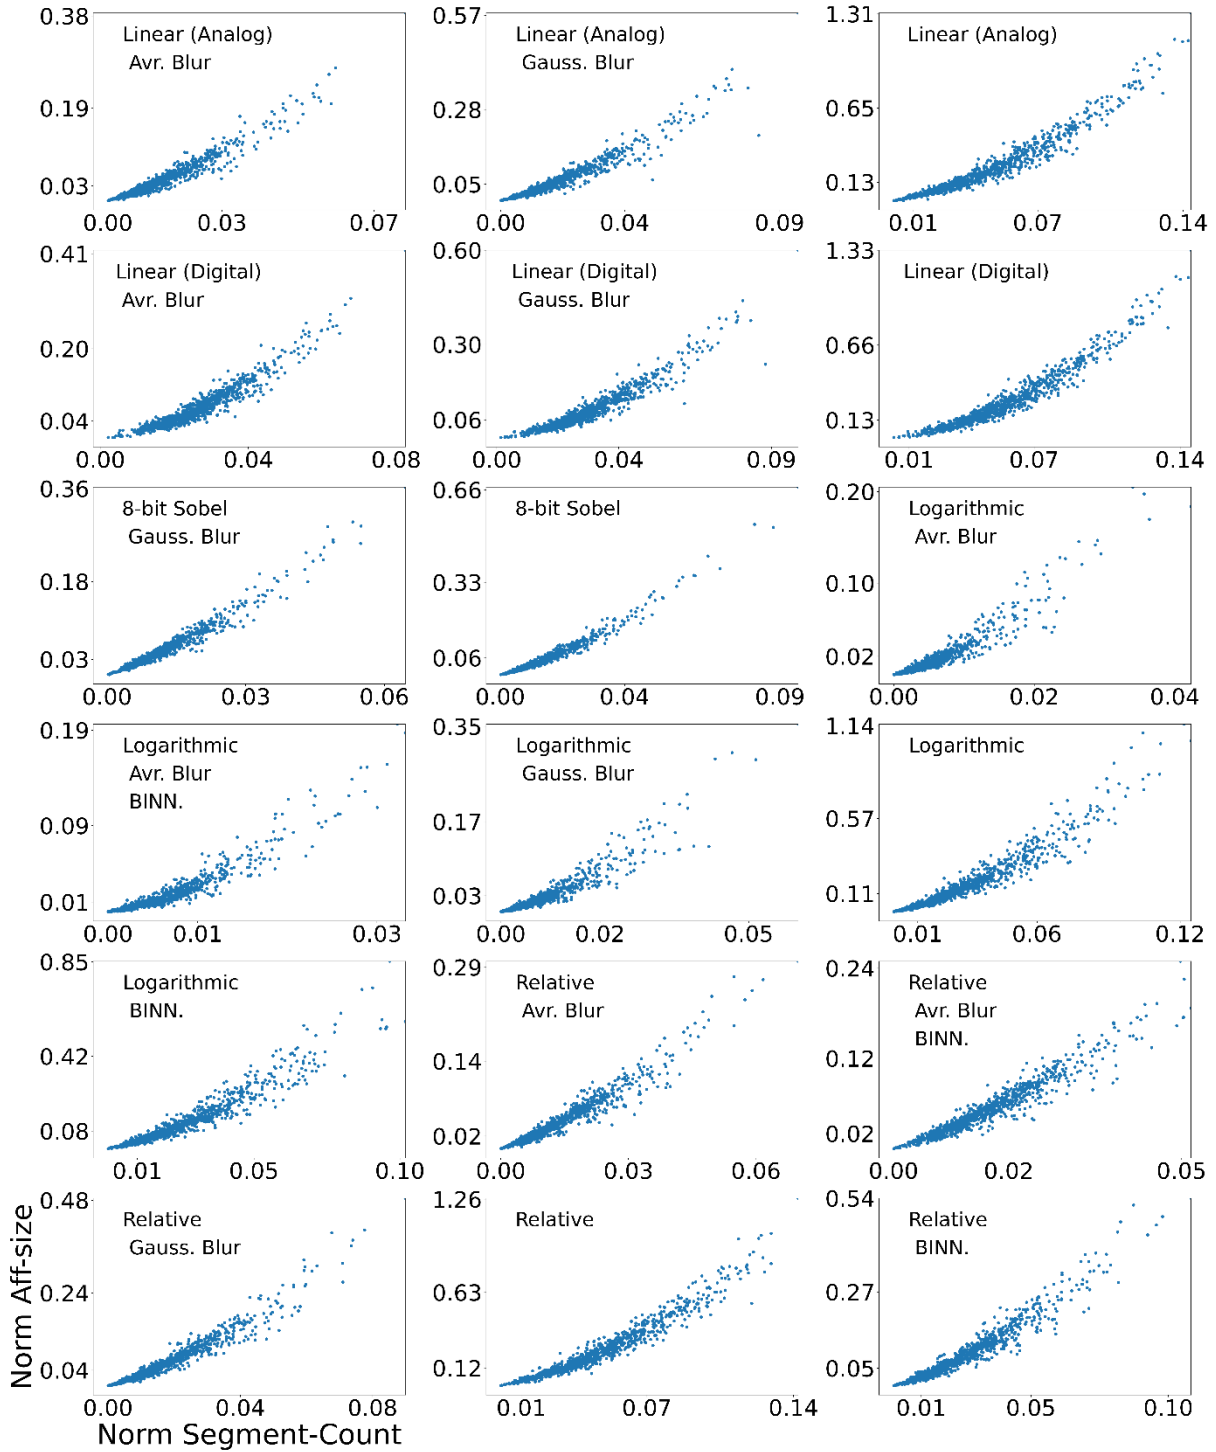 0.38
0.19
0.03
Linear (Analog)
Avr. Blur
0.00 0.03 0.07
0.57
0.28
0.05
Linear (Analog)
Gauss. Blur
0.00 0.04 0.09
1.31
0.65
0.13
Linear (Analog)
0.01 0.07 0.14
0.41
0.20
0.04
Linear (Digital)
Avr. Blur
0.00 0.04 0.08
0.60
0.30
0.06
Linear (Digital)
Gauss. Blur
0.00 0.04 0.09
1.33
0.66
0.13
Linear (Digital)
0.01 0.07 0.14
0.36
0.18
0.03
8-bit Sobel
Gauss. Blur
0.00 0.03 0.06
0.66
0.33
0.06
8-bit Sobel
0.00 0.04 0.09
0.20
0.10
0.02
Logarithmic
Avr. Blur
0.00 0.02 0.04
0.19
0.09
0.01
Logarithmic
Avr. Blur
BINN.
0.00 0.01 0.03
0.35
0.17
0.03
Logarithmic
Gauss. Blur
0.00 0.02 0.05
1.14
0.57
0.11
Logarithmic
0.01 0.06 0.12
0.85
0.42
0.08
Logarithmic
BINN.
0.01 0.05 0.10
0.29
0.14
0.02
Relative
Avr. Blur
0.00 0.03 0.06
0.24
0.12
0.02
Relative
Avr. Blur
BINN.
0.00 0.02 0.05
0.48
0.24
0.04
Relative
Gauss. Blur
0.00 0.04 0.08
1.26
0.63
0.12
Relative
0.01 0.07 0.14
0.54
0.27
0.05
Relative
BINN.
0.01 0.05 0.10
Norm Aff-size
Norm Segment-Count